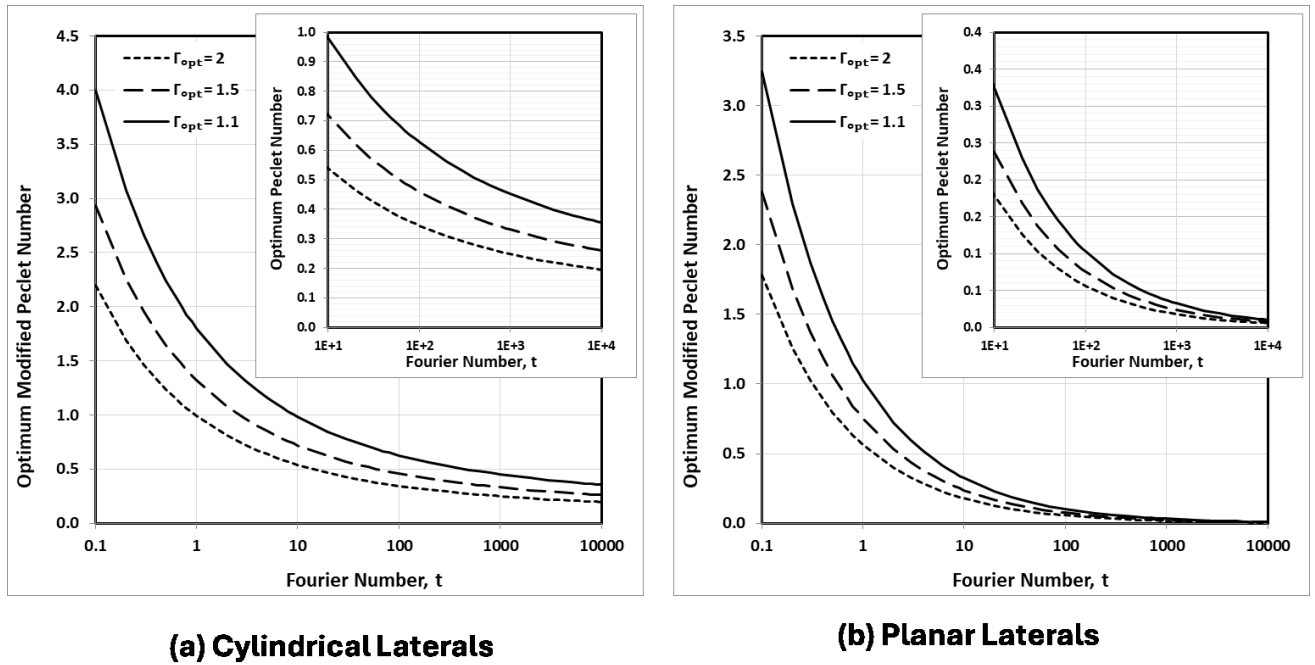 4.5
4.0
3.5
3.0
2.5
2.0
1.5
1.0
0.5
0.0
Optimum Modified Peclet Number
Γopt = 2
Γopt = 1.5
Γopt = 1.1
0.1 1 10 100 1000 10000
Fourier Number, t
1.0
0.9
0.8
0.7
0.6
0.5
0.4
0.3
0.2
0.1
0.0
Optimum Peclet Number
1E+1 1E+2 1E+3 1E+4
Fourier Number, t
(a) Cylindrical Laterals
3.5
3.0
2.5
2.0
1.5
1.0
0.5
0.0
Optimum Modified Peclet Number
Γopt = 2
Γopt = 1.5
Γopt = 1.1
0.1 1 10 100 1000 10000
Fourier Number, t
0.4
0.4
0.3
0.3
0.2
0.2
0.1
0.1
0.0
Optimum Peclet Number
1E+1 1E+2 1E+3 1E+4
Fourier Number, t
(b) Planar Laterals